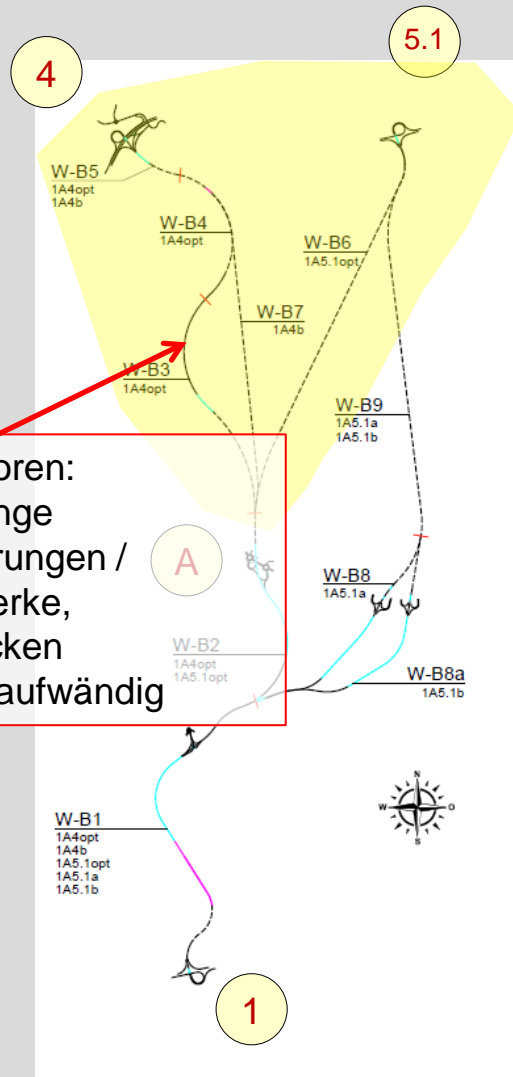 4
5.1
W-B5
1A4opt
1A4b
W-B4
1A4opt
W-B6
1A5.1opt
W-B7
1A4b
W-B3
1A4opt
W-B9
1A5.1a
1A5.1b
oren:
nge
rungen /
erke,
cken
aufwändig
A
W-B8
1A5.1a
W-B2
1A4opt
1A5.1opt
W-B8a
1A5.1b
N
W
O
S
W-B1
1A4opt
1A4b
1A5.1opt
1A5.1a
1A5.1b
1